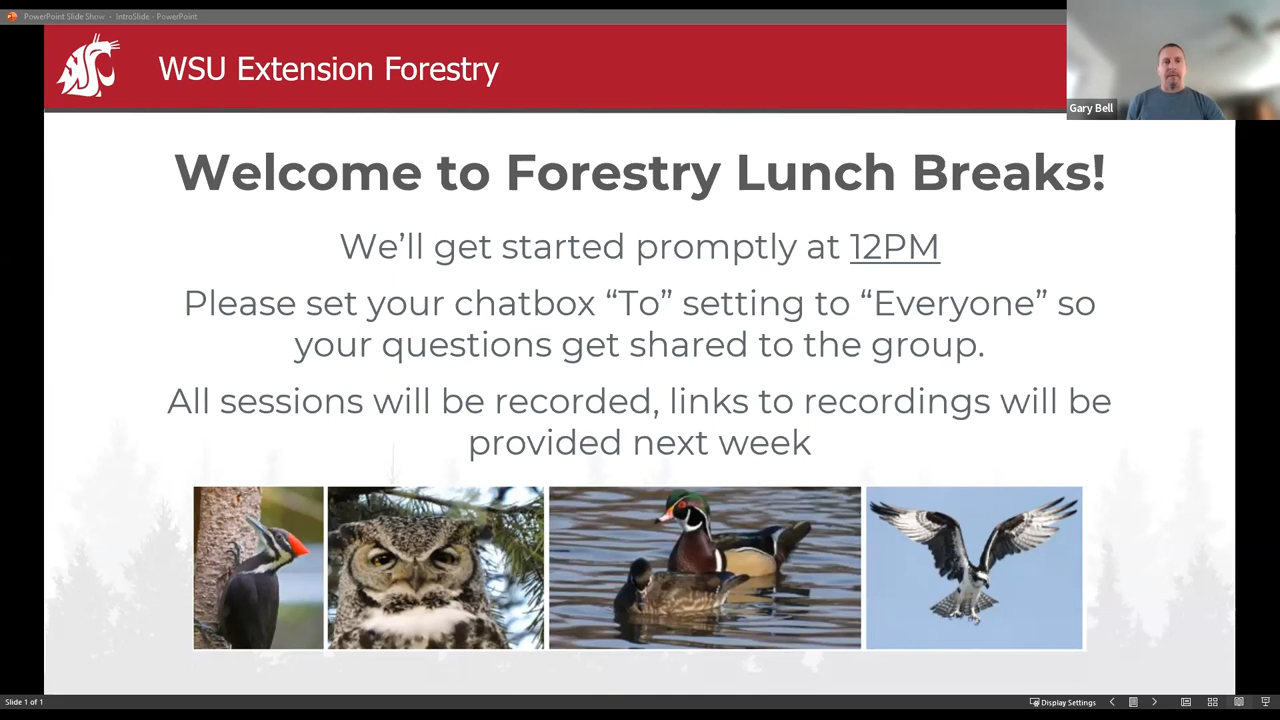 PowerPoint Slide Show - IntroSlide - PowerPoint
WSU Extension Forestry
Gary Bell
Welcome to Forestry Lunch Breaks!
We’ll get started promptly at 12PM
Please set your chatbox “To” setting to “Everyone” so
your questions get shared to the group.
All sessions will be recorded, links to recordings will be
provided next week
Slide 1 of 1
Display Settings